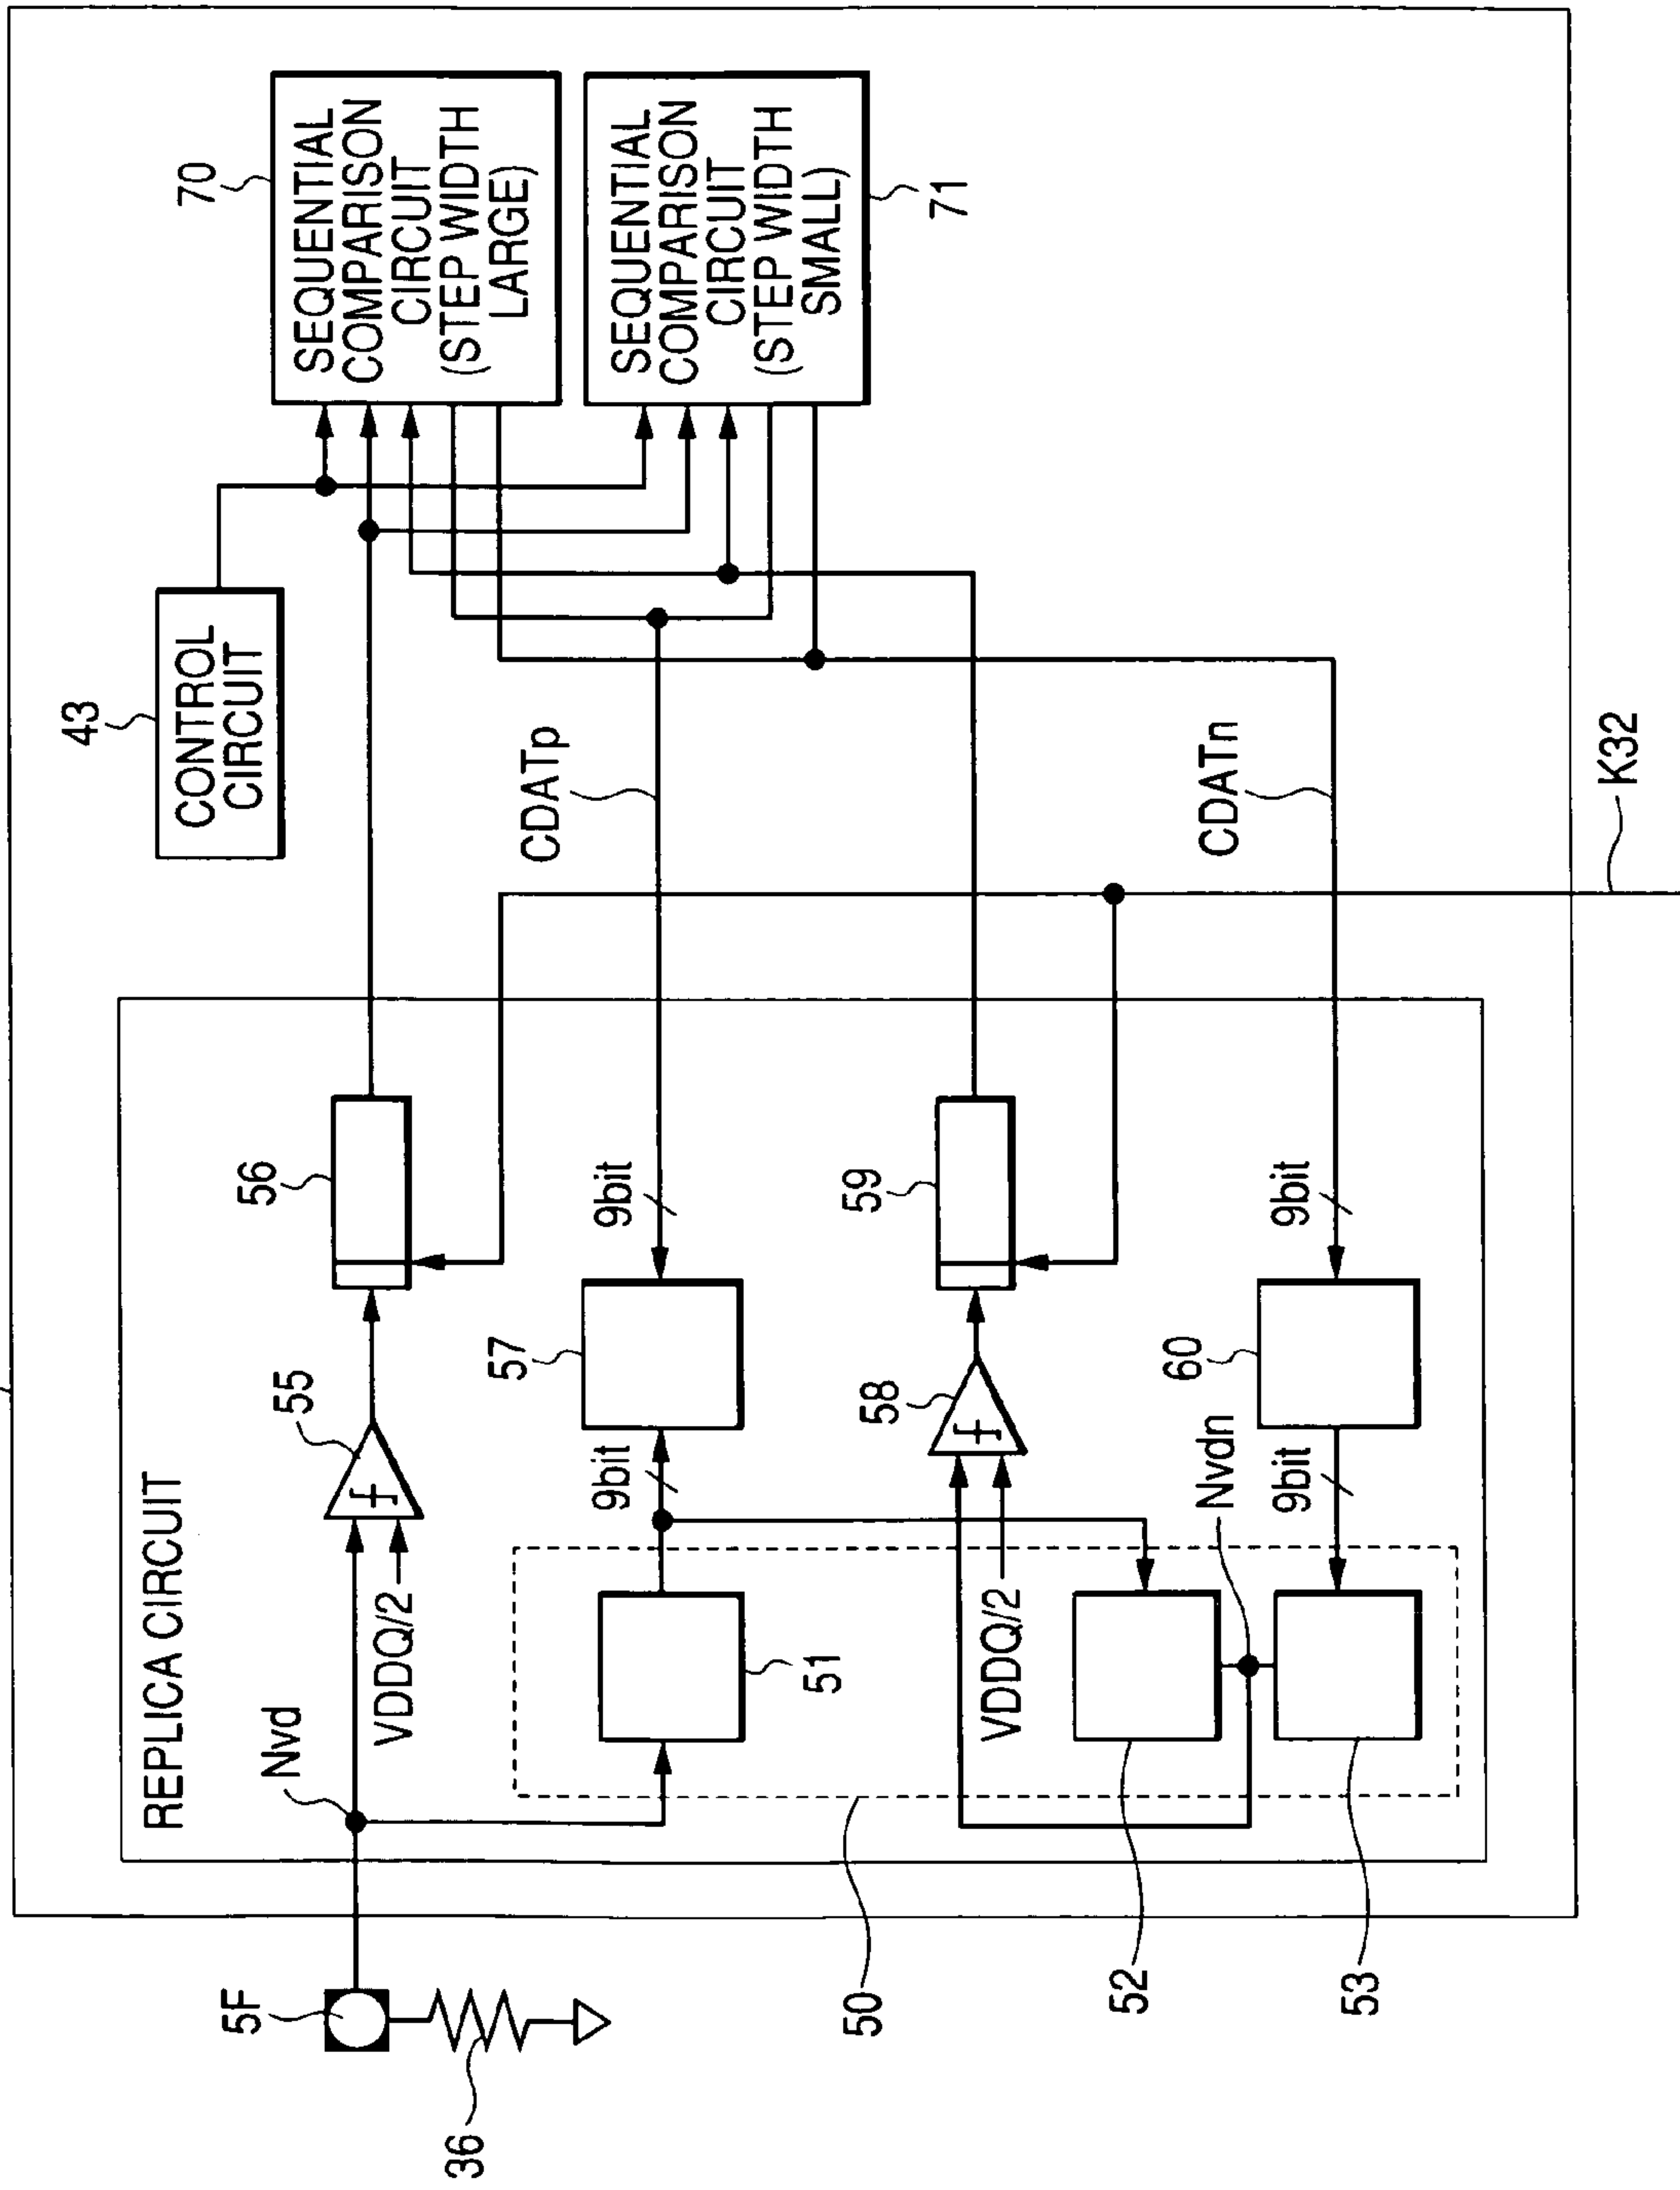 43
CONTROL
CIRCUIT
70
SEQUENTIAL
COMPARISON
CIRCUIT
(STEP WIDTH
LARGE)
SEQUENTIAL
COMPARISON
CIRCUIT
(STEP WIDTH
SMALL)
71
REPLICA CIRCUIT
5F
36
Nvd
VDDQ/2
55
56
CDATp
51
9bit
57
9bit
50
VDDQ/2
58
59
52
Nvdn
53
9bit
60
9bit
CDATn
K32